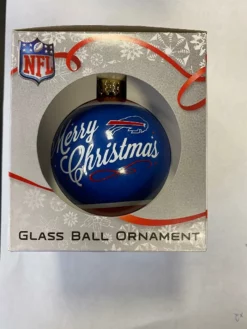 NFL
Merry
Christmas
GLASS BALL ORNAMENT